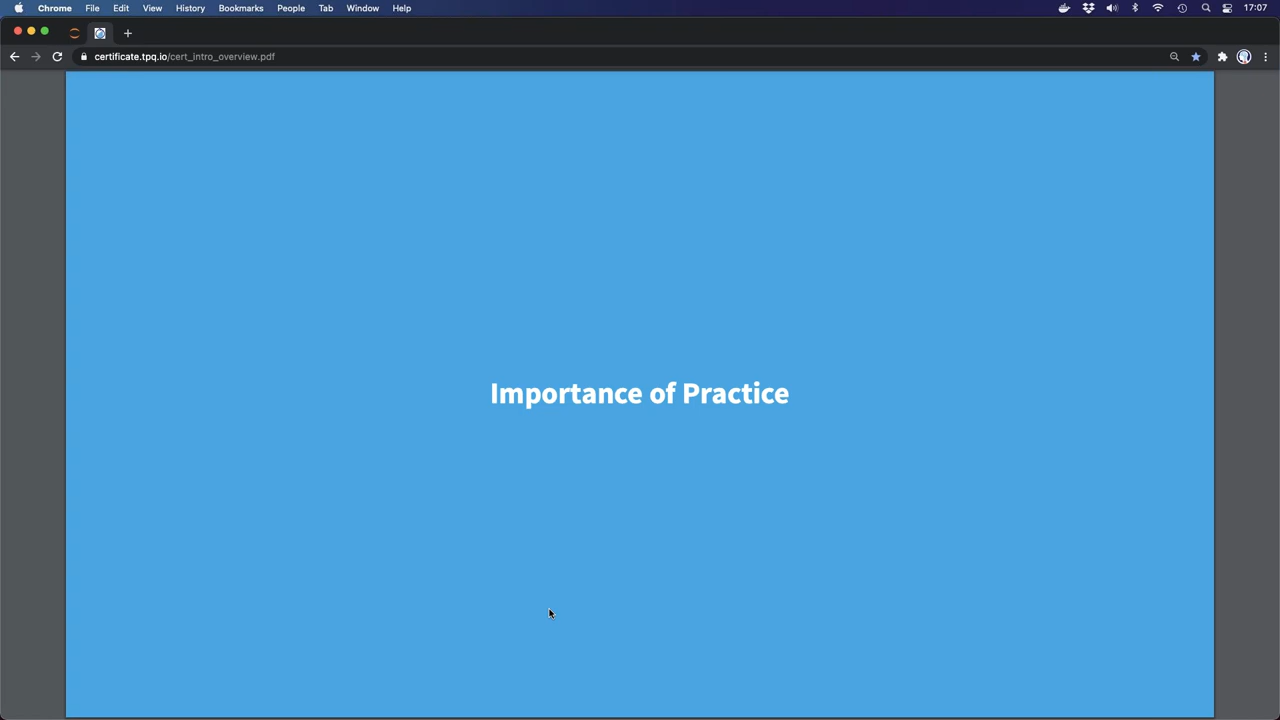 Chrome File Edit View History Bookmarks People Tab Window Help 17:07
certificate.tpq.io/cert_intro_overview.pdf
Importance of Practice